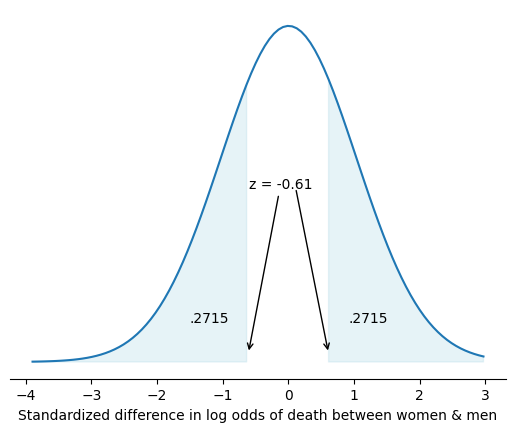 z = -0.61
.2715 .2715
−4 −3 −2 −1 0 1 2 3
Standardized difference in log odds of death between women & men